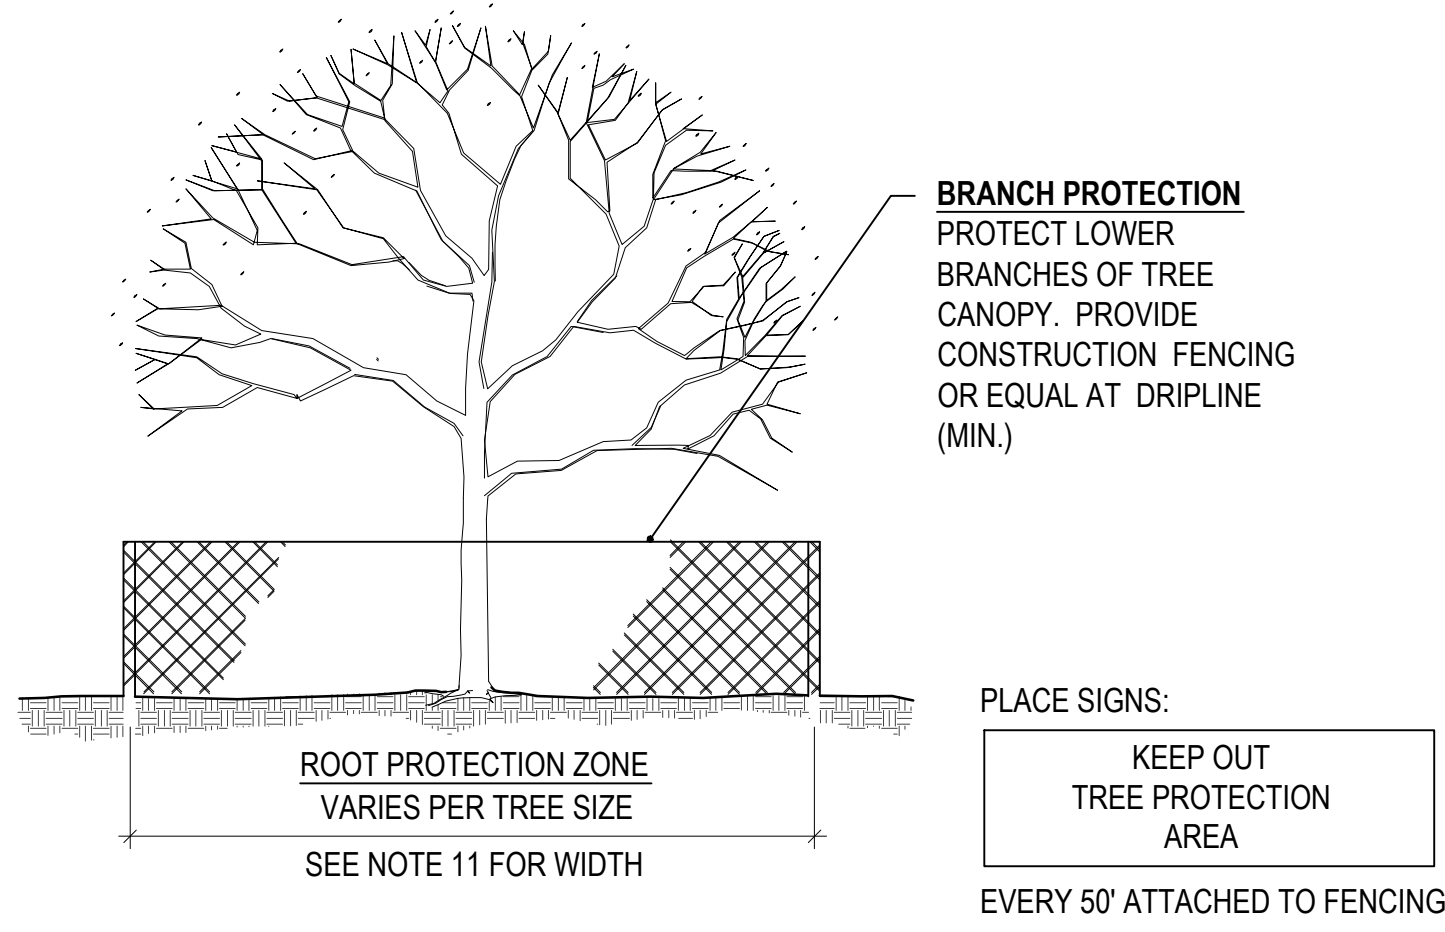 BRANCH PROTECTION
PROTECT LOWER
BRANCHES OF TREE
CANOPY. PROVIDE
CONSTRUCTION FENCING
OR EQUAL AT DRIPLINE
(MIN.)
ROOT PROTECTION ZONE
VARIES PER TREE SIZE
SEE NOTE 11 FOR WIDTH
PLACE SIGNS:
KEEP OUT
TREE PROTECTION
AREA
EVERY 50' ATTACHED TO FENCING